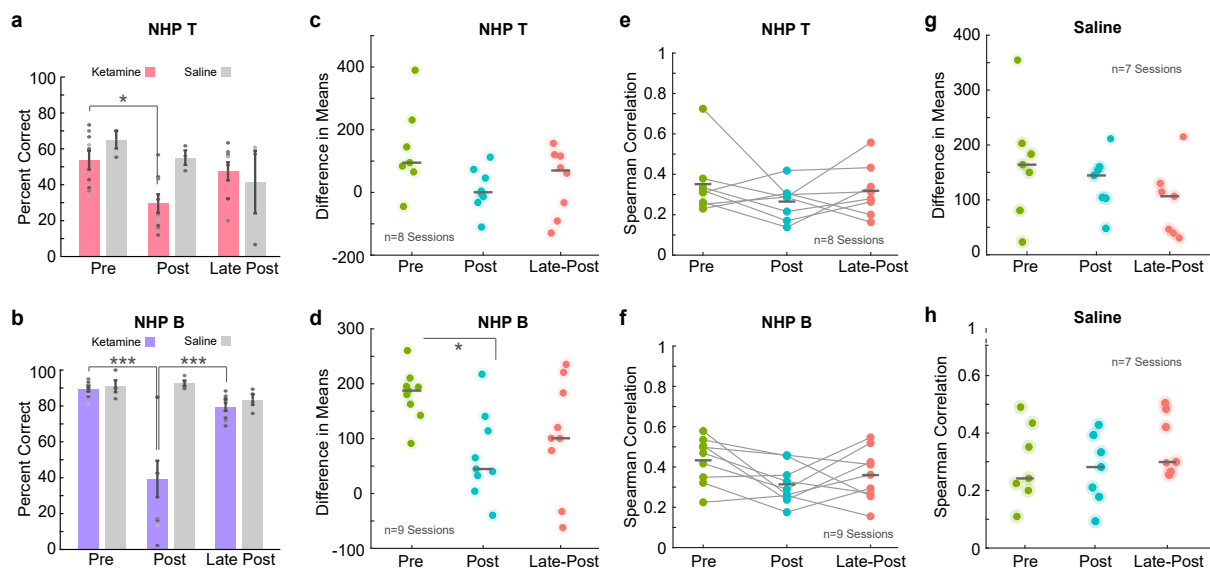 a
NHP T
Ketamine
Saline
*
Percent Correct
100
80
60
40
20
Pre
Post
Late Post
c
NHP T
Difference in Means
400
200
0
-200
n=8 Sessions
Pre
Post
Late-Post
e
NHP T
Spearman Correlation
1
0.8
0.6
0.4
0.2
0
n=8 Sessions
Pre
Post
Late-Post
g
Saline
n=7 Sessions
Difference in Means
400
300
200
100
0
Pre
Post
Late-Post
b
NHP B
Ketamine
Saline
***
***
Percent Correct
100
80
60
40
20
0
Pre
Post
Late Post
d
NHP B
*
Difference in Means
300
200
100
0
-100
n=9 Sessions
Pre
Post
Late-Post
f
NHP B
Spearman Correlation
1
0.8
0.6
0.4
0.2
0
n=9 Sessions
Pre
Post
Late-Post
h
Saline
n=7 Sessions
Spearman Correlation
1
0.8
0.6
0.4
0.2
0
Pre
Post
Late-Post